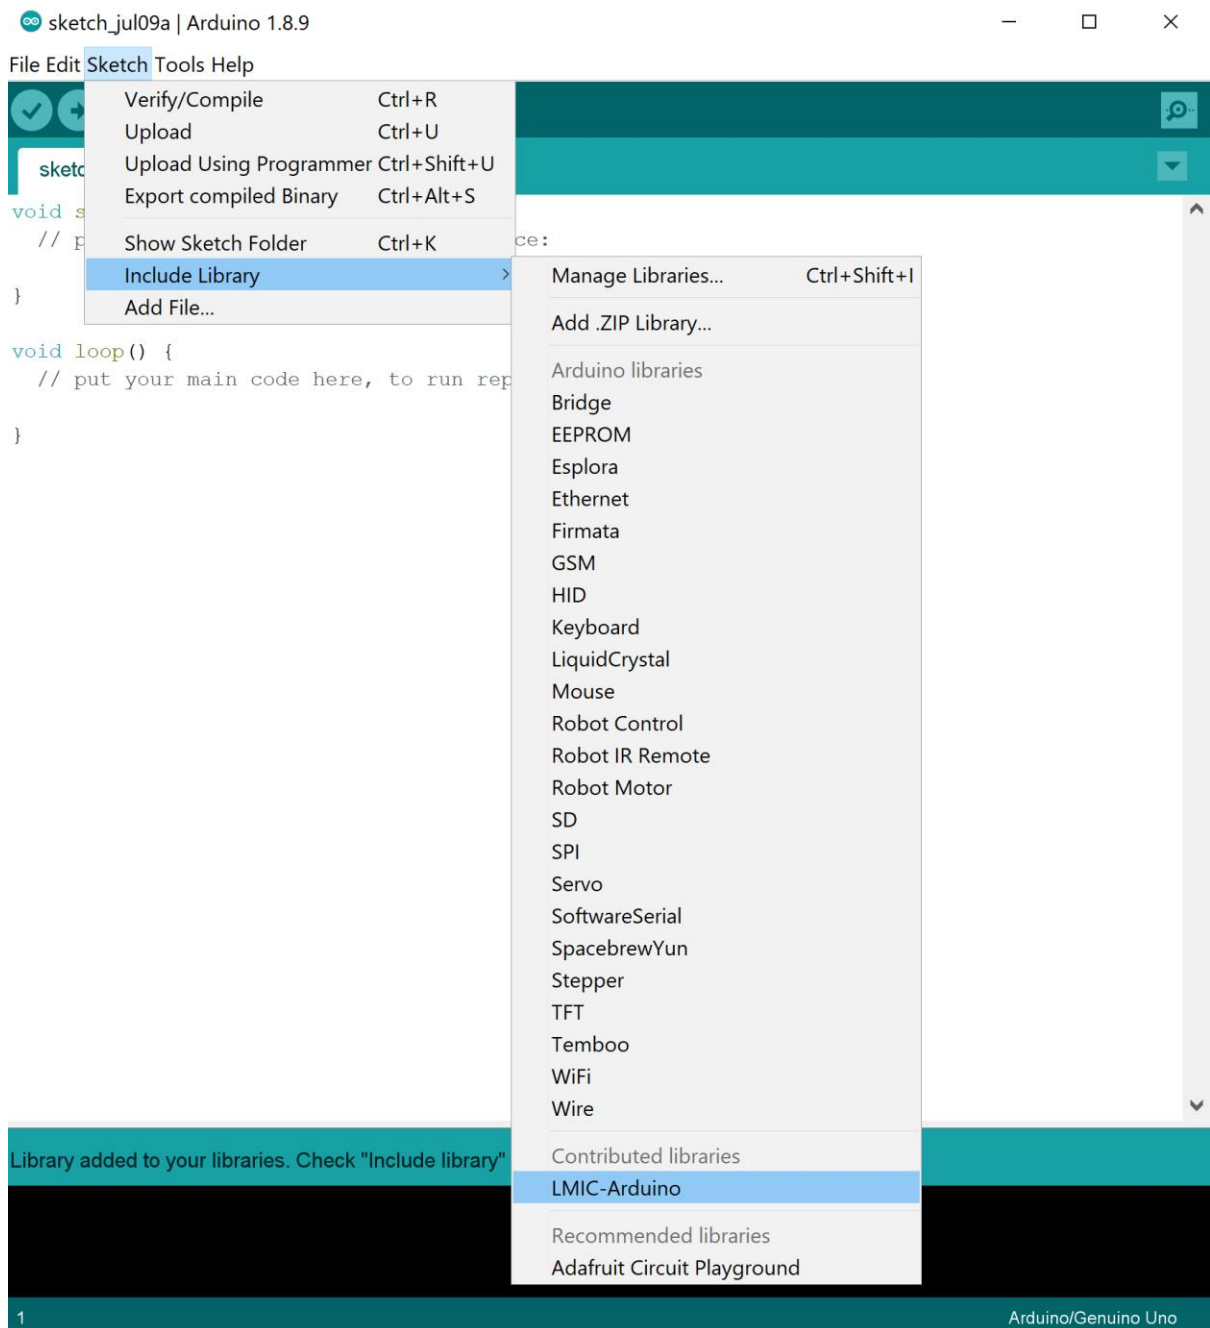 sketch_jul09a | Arduino 1.8.9
File Edit Sketch Tools Help
Verify/Compile Ctrl+R
Upload Ctrl+U
Upload Using Programmer Ctrl+Shift+U
Export compiled Binary Ctrl+Alt+S
Show Sketch Folder Ctrl+K
Include Library
Add File...
sketc
void s
// p ce:
}
void loop() {
// put your main code here, to run rep
}
Manage Libraries... Ctrl+Shift+I
Add .ZIP Library...
Arduino libraries
Bridge
EEPROM
Esplora
Ethernet
Firmata
GSM
HID
Keyboard
LiquidCrystal
Mouse
Robot Control
Robot IR Remote
Robot Motor
SD
SPI
Servo
SoftwareSerial
SpacebrewYun
Stepper
TFT
Temboo
WiFi
Wire
Contributed libraries
LMIC-Arduino
Recommended libraries
Adafruit Circuit Playground
Library added to your libraries. Check "Include library"
1 Arduino/Genuino Uno